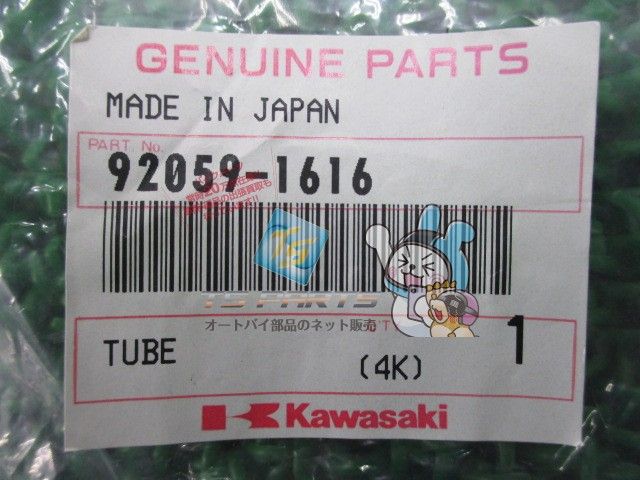 GENUINE PARTS
MADE IN JAPAN
PART No.
92059-1616
TS PARTS
オートバイ部品のネット販売
TUBE
(4K)
1
Kawasaki